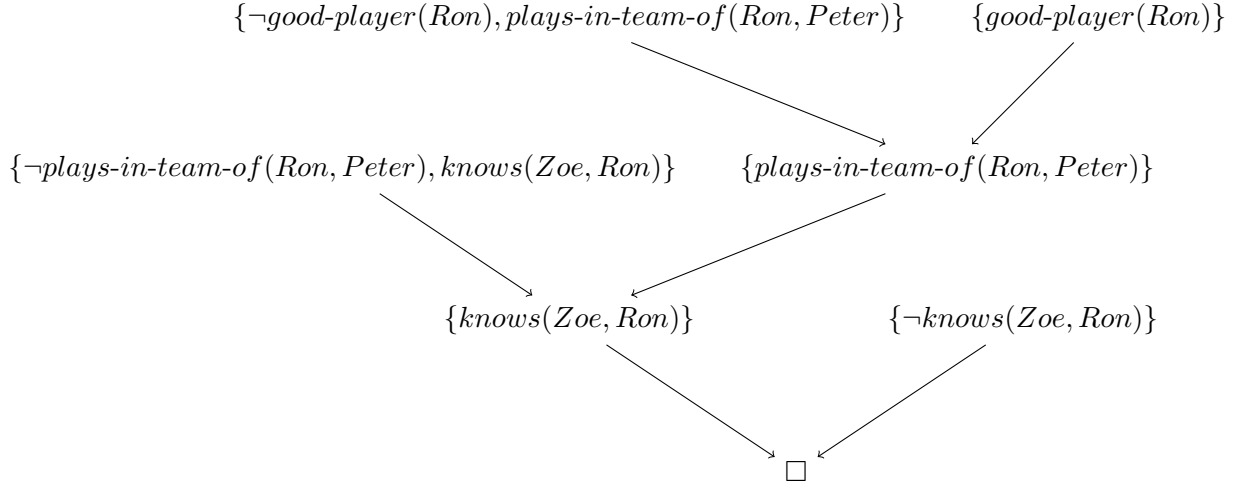 {¬good-player(Ron), plays-in-team-of(Ron, Peter)} {good-player(Ron)}
{¬plays-in-team-of(Ron, Peter), knows(Zoe, Ron)} {plays-in-team-of(Ron, Peter)}
{knows(Zoe, Ron)} {¬knows(Zoe, Ron)}
□